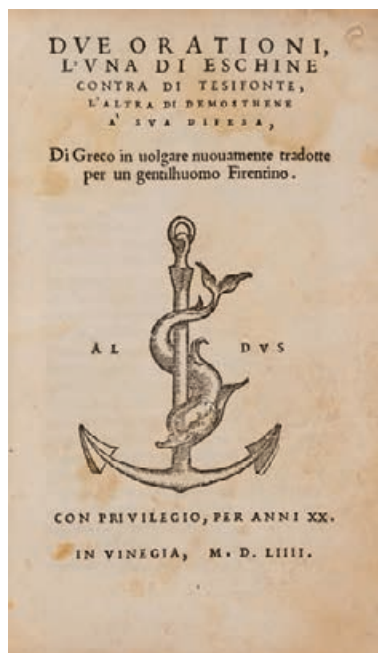 DVE ORATIONI,
L'VNA DI ESCHINE
CONTRA DI TESIFONTE,
L'ALTRA DI DEMOSTHENE
A' SVA DIFESA,
Di Greco in uolgare nuouamente tradotte
per un gentilhuomo Firentino.
AL DVS
CON PRIVILEGIO, PER ANNI XX.
IN VINEGIA, M. D. LIIII.